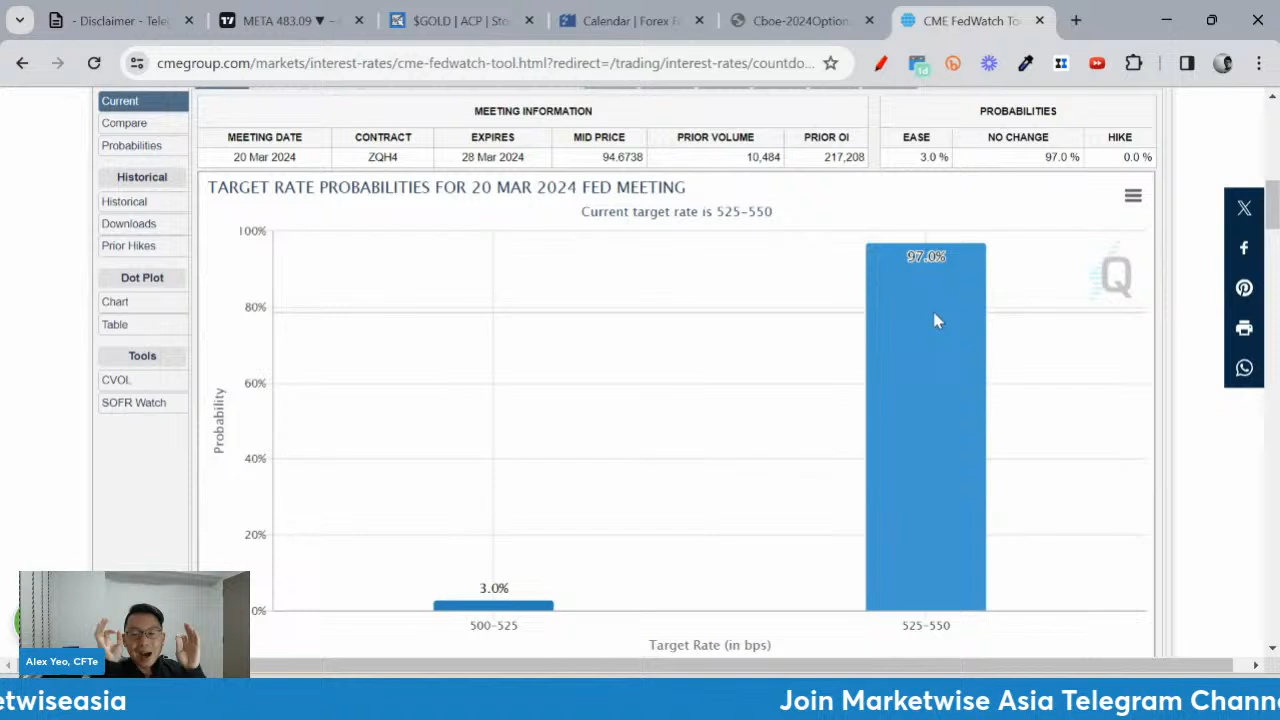 - Disclaimer - Teleg
META 483.09 ▼ −
$GOLD | ACP | Sto
Calendar | Forex F
Cboe-2024Option
CME FedWatch To
cmegroup.com/markets/interest-rates/cme-fedwatch-tool.html?redirect=/trading/interest-rates/countdo...
1d
Current
Compare
Probabilities
Historical
Historical
Downloads
Prior Hikes
Dot Plot
Chart
Table
Tools
CVOL
SOFR Watch
MEETING INFORMATION
PROBABILITIES
MEETING DATE CONTRACT EXPIRES MID PRICE PRIOR VOLUME PRIOR OI EASE NO CHANGE HIKE
20 Mar 2024 ZQH4 28 Mar 2024 94.6738 10,484 217,208 3.0 % 97.0 % 0.0 %
TARGET RATE PROBABILITIES FOR 20 MAR 2024 FED MEETING
Current target rate is 525-550
100%
80%
60%
40%
20%
0%
Probability
97.0%
3.0%
Q
500-525 525-550
Target Rate (in bps)
Alex Yeo, CFTe
etwiseasia
Join Marketwise Asia Telegram Chann